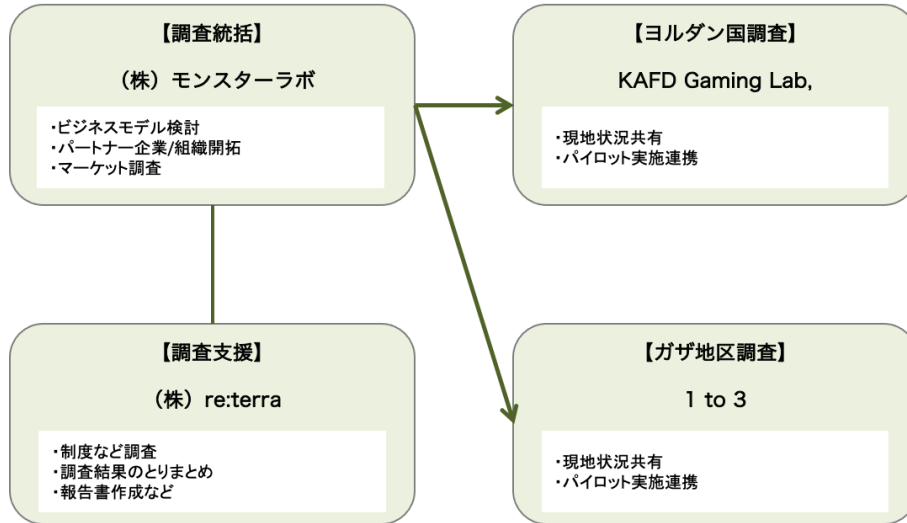 【調査統括】
（株）モンスターラボ
・ビジネスモデル検討
・パートナー企業/組織開拓
・マーケット調査
【ヨルダン国調査】
KAFD Gaming Lab,
・現地状況共有
・パイロット実施連携
【調査支援】
（株）re:terra
・制度など調査
・調査結果のとりまとめ
・報告書作成など
【ガザ地区調査】
1 to 3
・現地状況共有
・パイロット実施連携